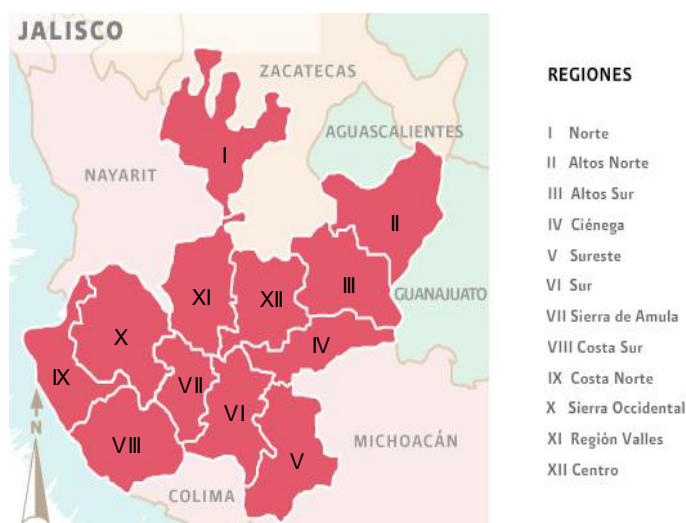 JALISCO
ZACATECAS
AGUASCALIENTES
NAYARIT
GUANAJUATO
MICHOACÁN
COLIMA
N
I
II
III
IV
V
VI
VII
VIII
IX
X
XI
XII
REGIONES
I Norte
II Altos Norte
III Altos Sur
IV Ciénega
V Sureste
VI Sur
VII Sierra de Amula
VIII Costa Sur
IX Costa Norte
X Sierra Occidental
XI Región Valles
XII Centro